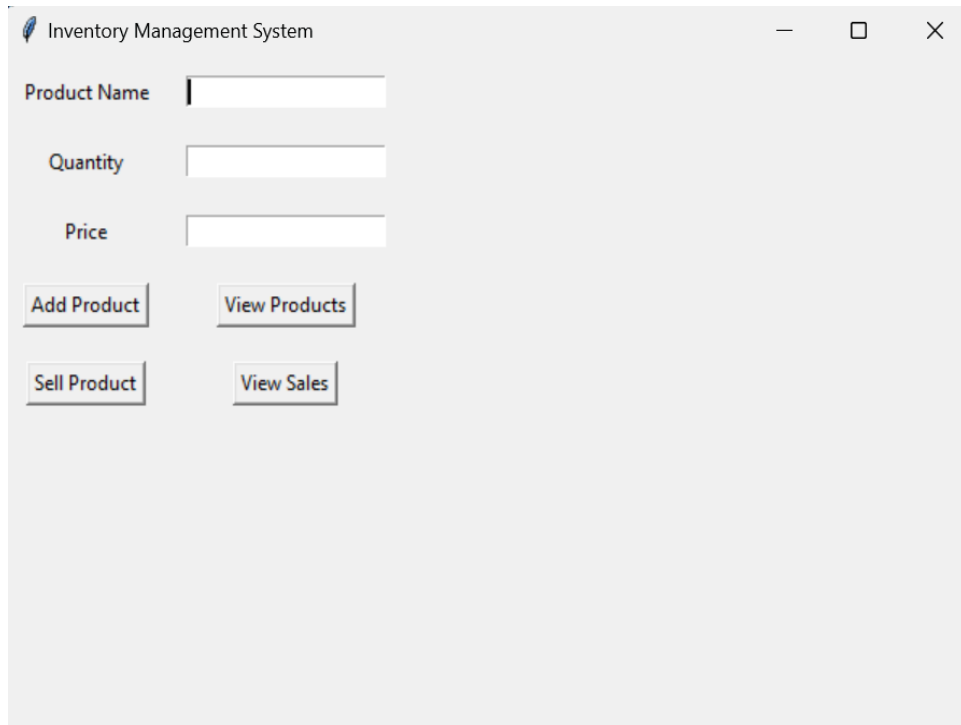 Inventory Management System
Product Name
Quantity
Price
Add Product View Products
Sell Product View Sales